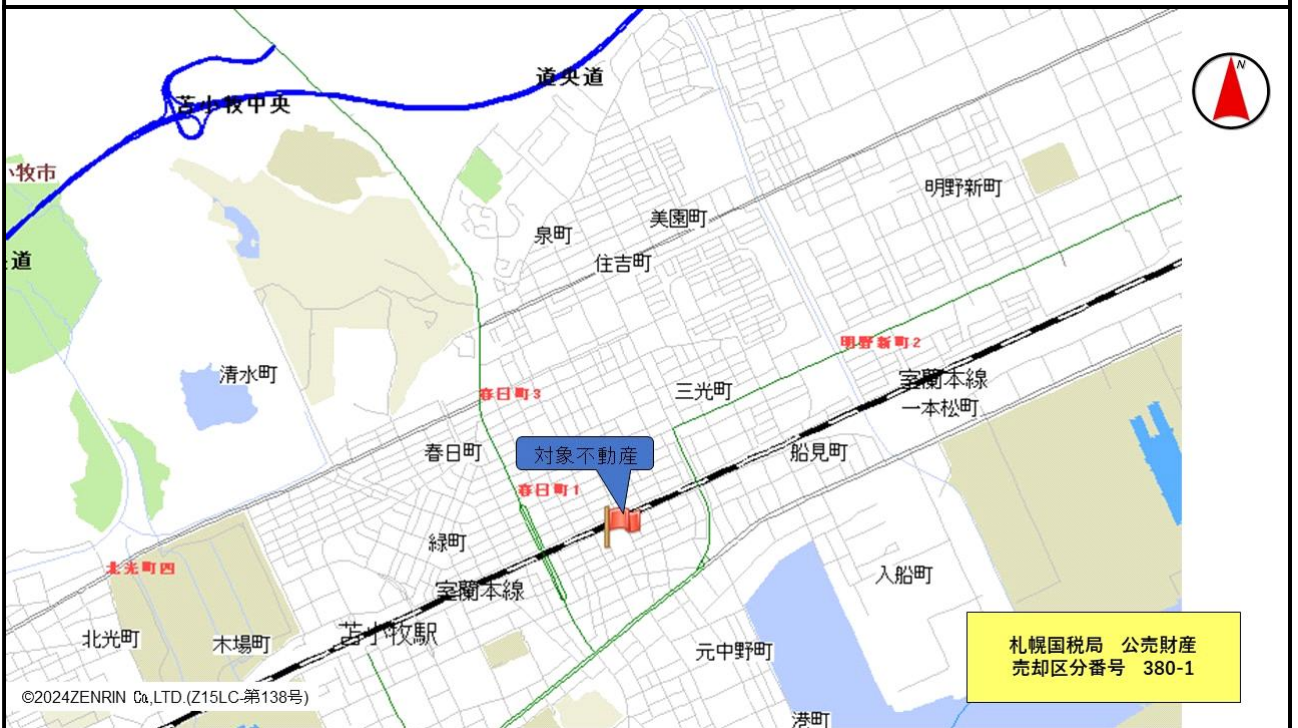 道央道
苫小牧中央
N
小牧市
道
明野新町
美園町
泉町
住吉町
明野新町2
清水町
春日町3
三光町
室蘭本線
一本松町
春日町
対象不動産
船見町
春日町1
緑町
北光町四
室蘭本線
入船町
苫小牧駅
北光町
木場町
元中野町
札幌国税局 公売財産
売却区分番号 380-1
©2024ZENRIN Co,LTD.(Z15LC-第138号)
港町